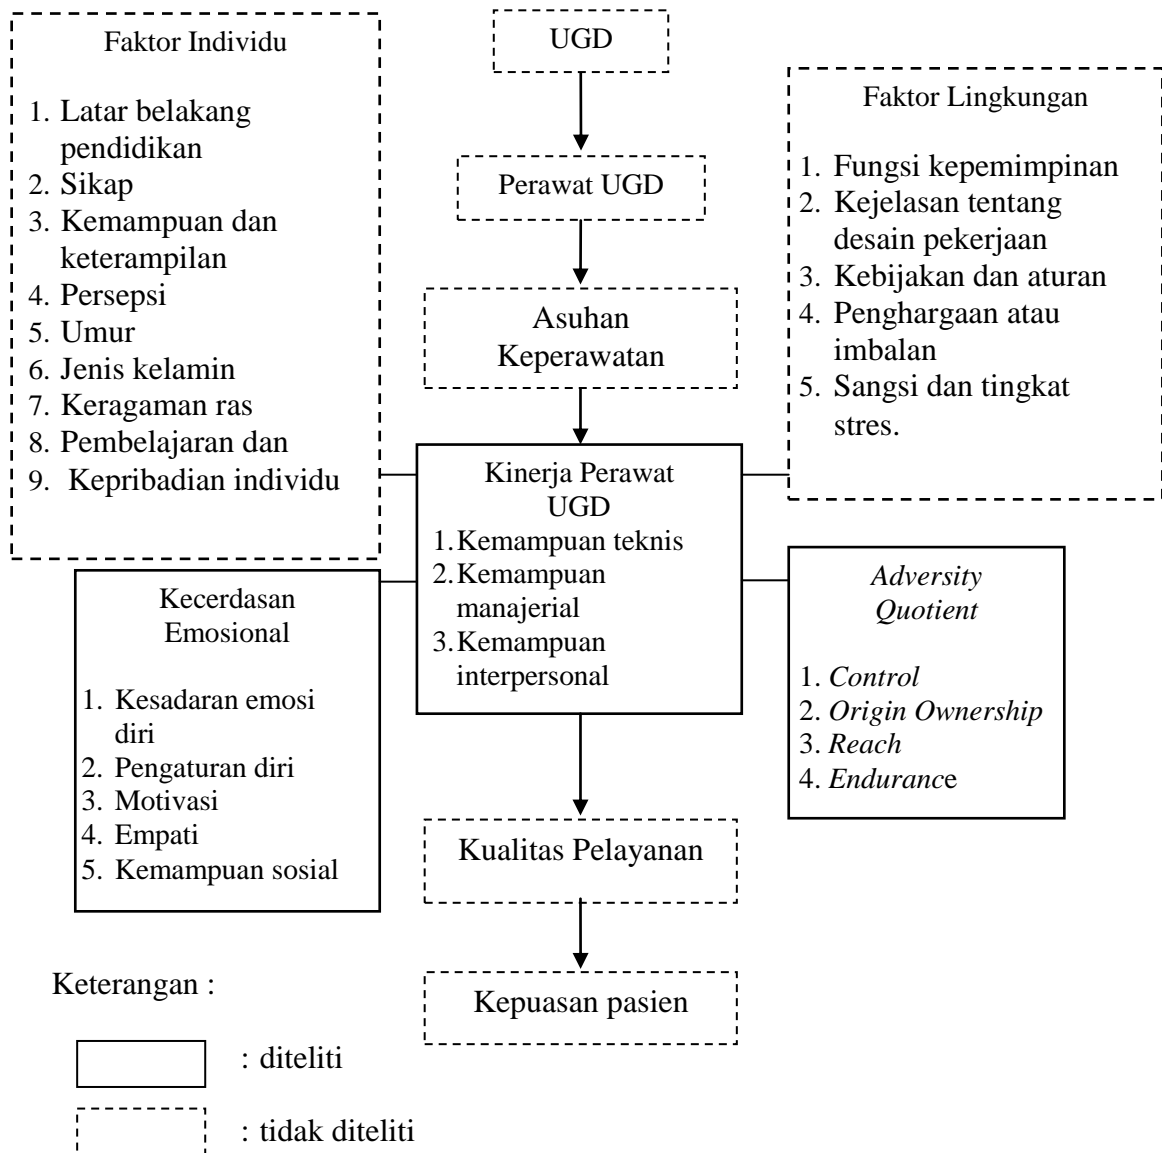 Faktor Individu
1. Latar belakang
pendidikan
2. Sikap
3. Kemampuan dan
keterampilan
4. Persepsi
5. Umur
6. Jenis kelamin
7. Keragaman ras
8. Pembelajaran dan
9. Kepribadian individu
UGD
Perawat UGD
Asuhan
Keperawatan
Faktor Lingkungan
1. Fungsi kepemimpinan
2. Kejelasan tentang
desain pekerjaan
3. Kebijakan dan aturan
4. Penghargaan atau
imbalan
5. Sangsi dan tingkat
stres.
Kinerja Perawat
UGD
1. Kemampuan teknis
2. Kemampuan
manajerial
3. Kemampuan
interpersonal
Kecerdasan
Emosional
1. Kesadaran emosi
diri
2. Pengaturan diri
3. Motivasi
4. Empati
5. Kemampuan sosial
Adversity
Quotient
1. Control
2. Origin Ownership
3. Reach
4. Endurance
Kualitas Pelayanan
Kepuasan pasien
Keterangan :
: diteliti
: tidak diteliti